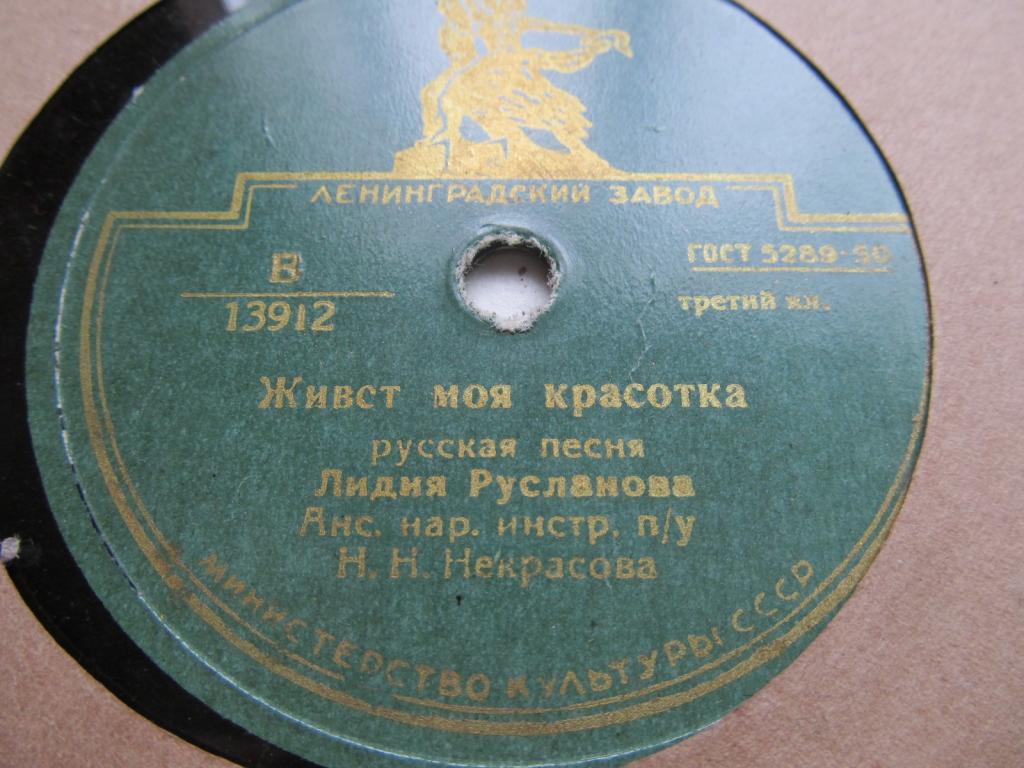 ЛЕНИНГРАДСКИЙ ЗАВОД
В
13912
ГОСТ 5289-50
третий кл.
Живет моя красотка
русская песня
Лидия Русланова
Анс. нар. инстр. п/у
Н. Н. Некрасова
МИНИСТЕРСТВО КУЛЬТУРЫ СССР